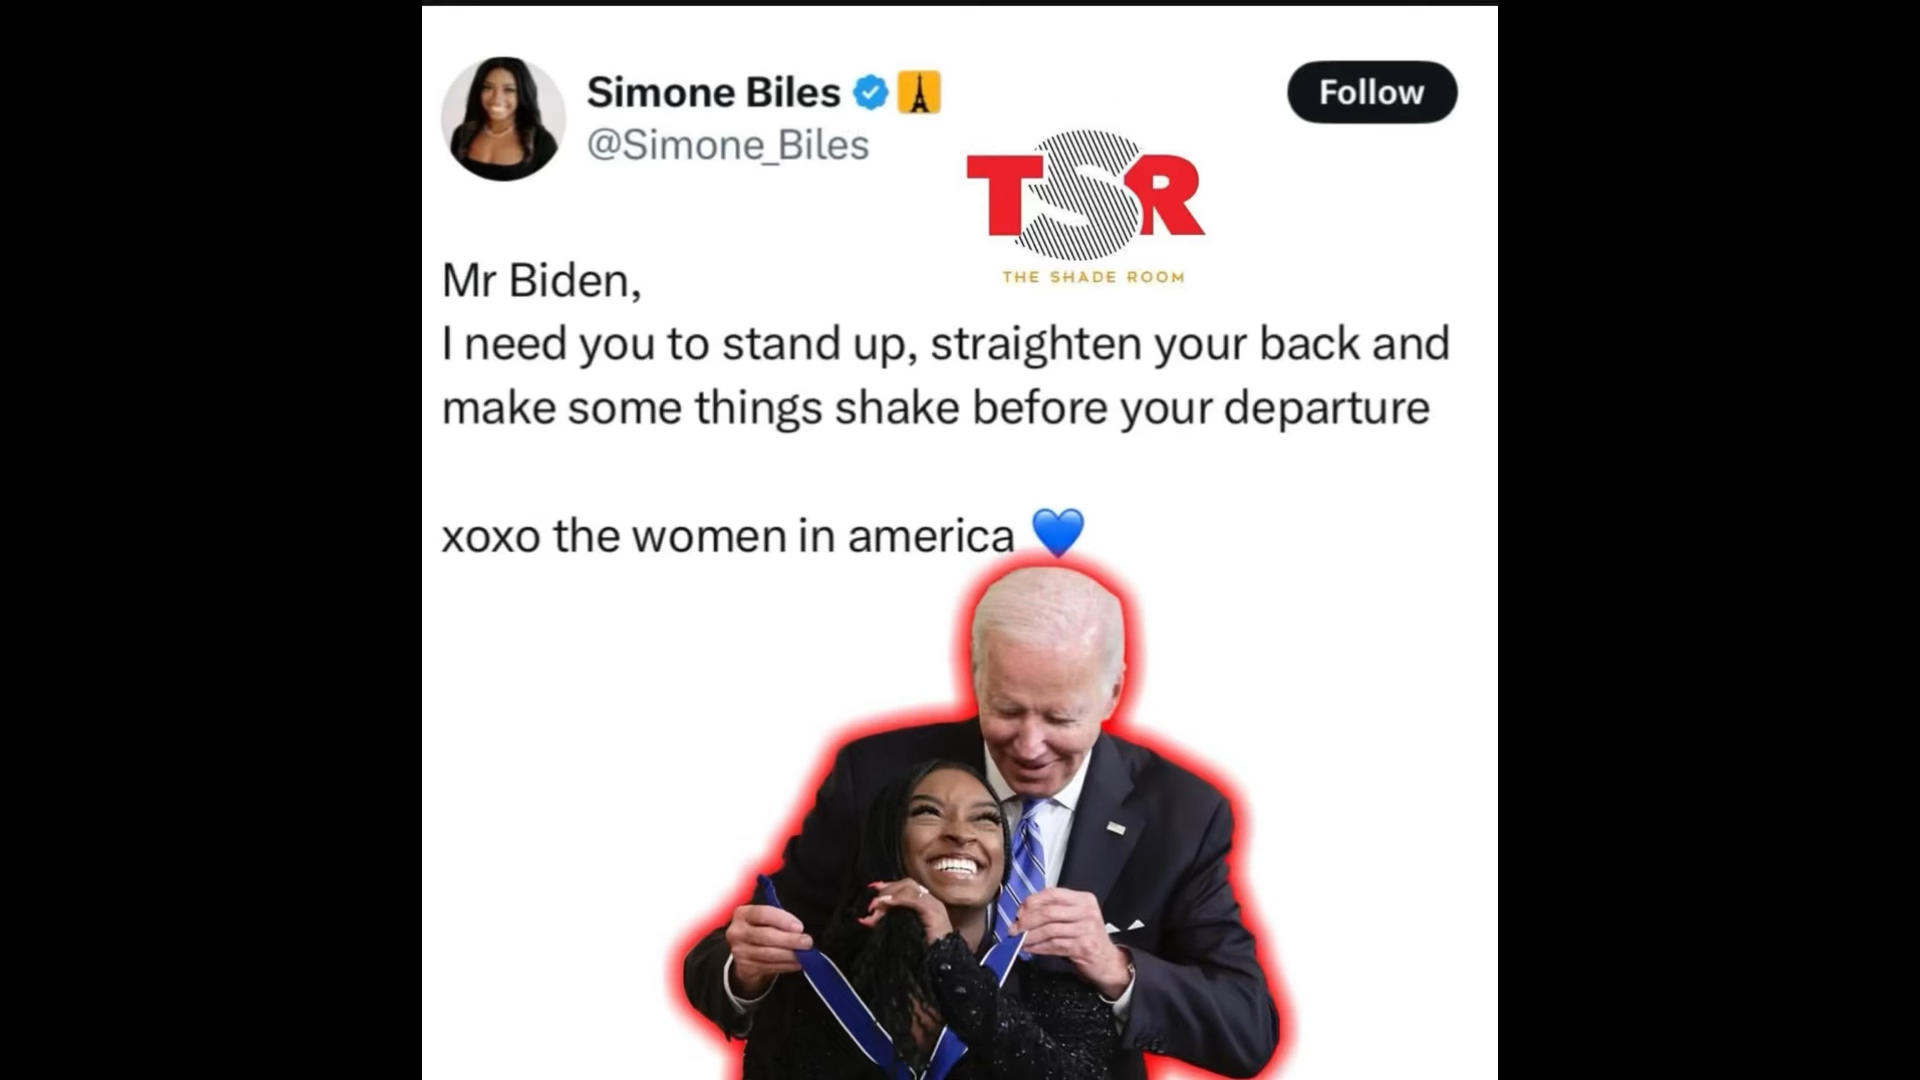 Simone Biles
@Simone_Biles
Follow
TSR
THE SHADE ROOM
Mr Biden,
I need you to stand up, straighten your back and
make some things shake before your departure
xoxo the women in america 💙